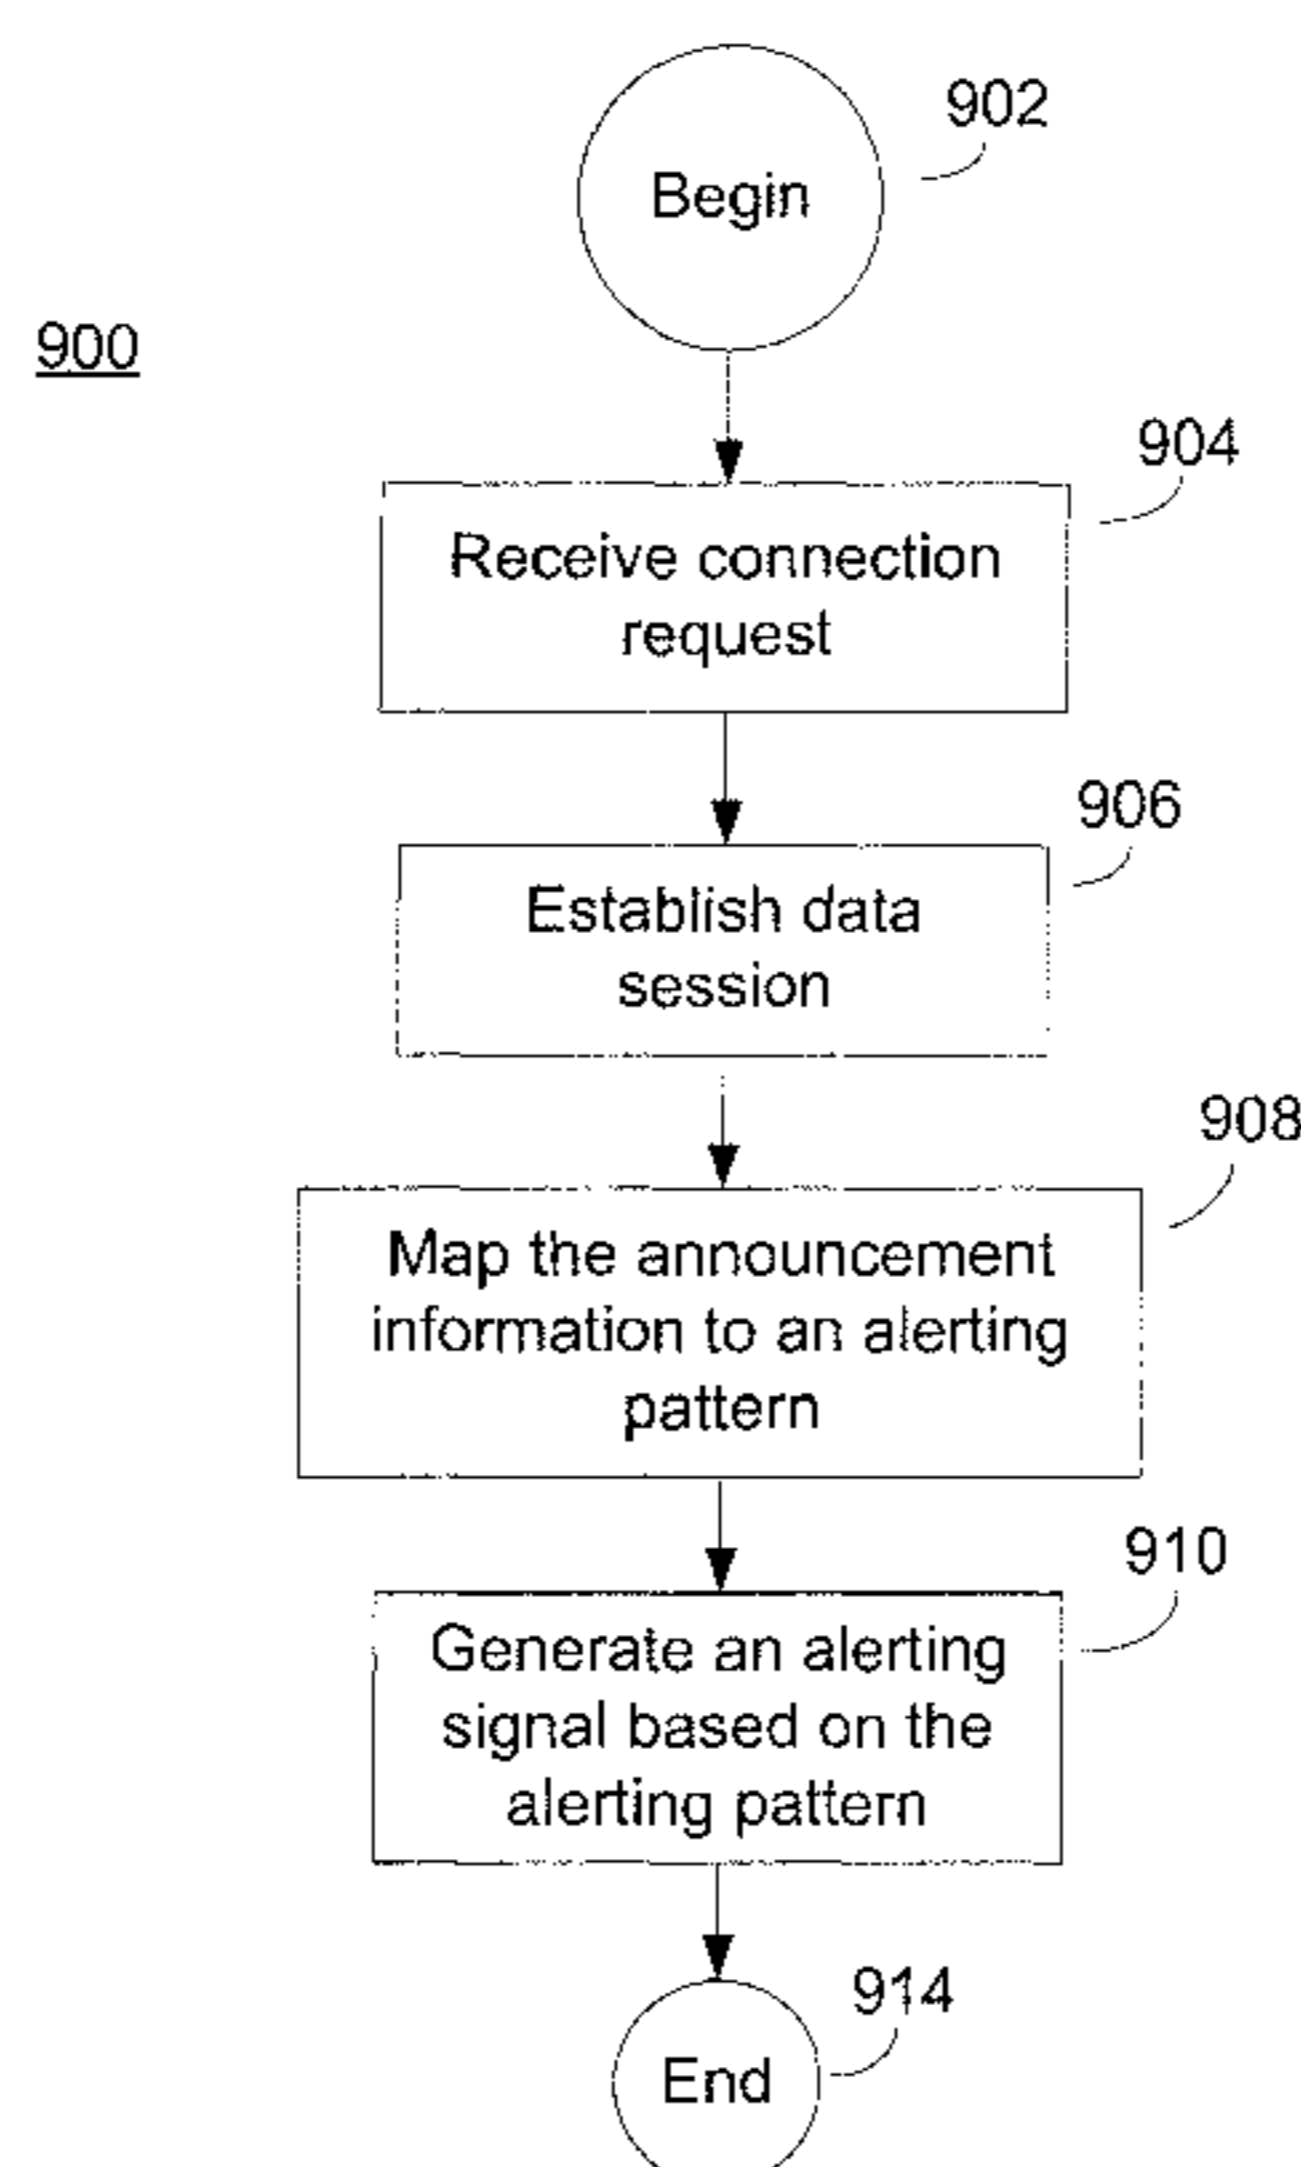 902
Begin
900
904
Receive connection
request
906
Establish data
session
908
Map the announcement
information to an alerting
pattern
910
Generate an alerting
signal based on the
alerting pattern
914
End